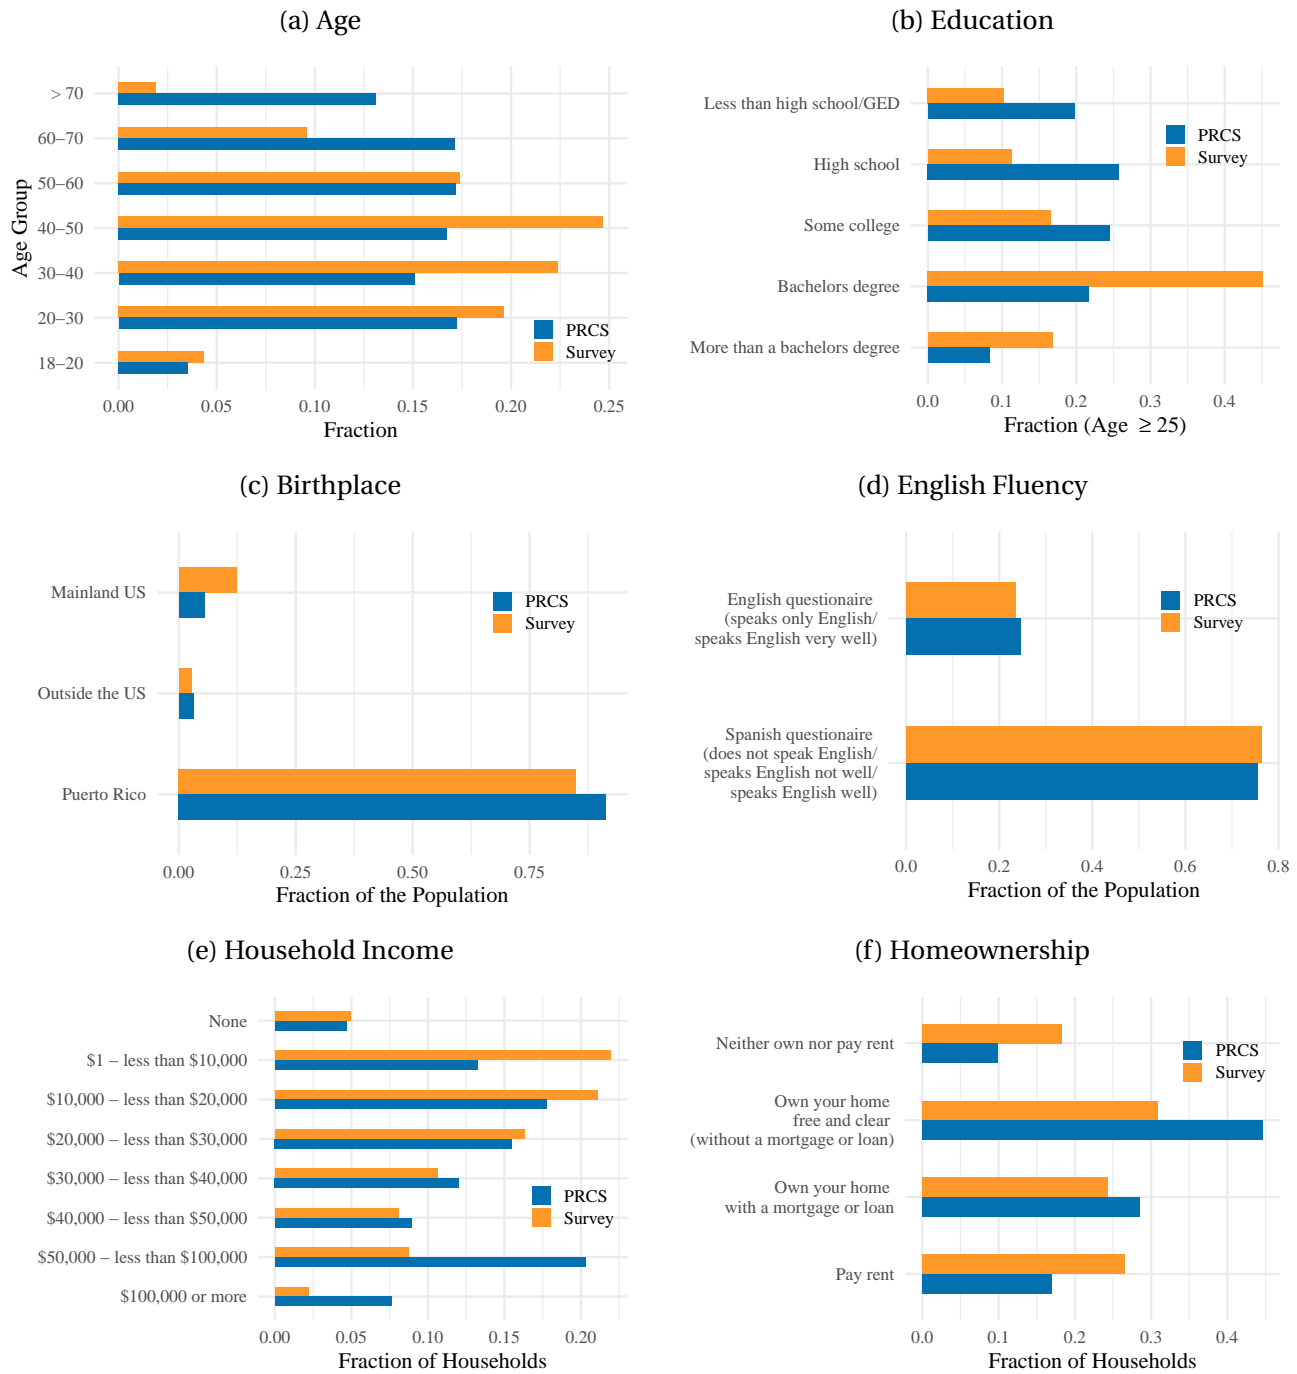 (a) Age
Age Group
> 70
60–70
50–60
40–50
30–40
20–30
18–20
PRCS
Survey
0.00 0.05 0.10 0.15 0.20 0.25
Fraction
(b) Education
Less than high school/GED
High school
Some college
Bachelors degree
More than a bachelors degree
PRCS
Survey
0.0 0.1 0.2 0.3 0.4
Fraction (Age ≥ 25)
(c) Birthplace
Mainland US
Outside the US
Puerto Rico
PRCS
Survey
0.00 0.25 0.50 0.75
Fraction of the Population
(d) English Fluency
English questionaire
(speaks only English/
speaks English very well)
Spanish questionaire
(does not speak English/
speaks English not well/
speaks English well)
PRCS
Survey
0.0 0.2 0.4 0.6 0.8
Fraction of the Population
(e) Household Income
None
$1 – less than $10,000
$10,000 – less than $20,000
$20,000 – less than $30,000
$30,000 – less than $40,000
$40,000 – less than $50,000
$50,000 – less than $100,000
$100,000 or more
PRCS
Survey
0.00 0.05 0.10 0.15 0.20
Fraction of Households
(f) Homeownership
Neither own nor pay rent
Own your home
free and clear
(without a mortgage or loan)
Own your home
with a mortgage or loan
Pay rent
PRCS
Survey
0.0 0.1 0.2 0.3 0.4
Fraction of Households